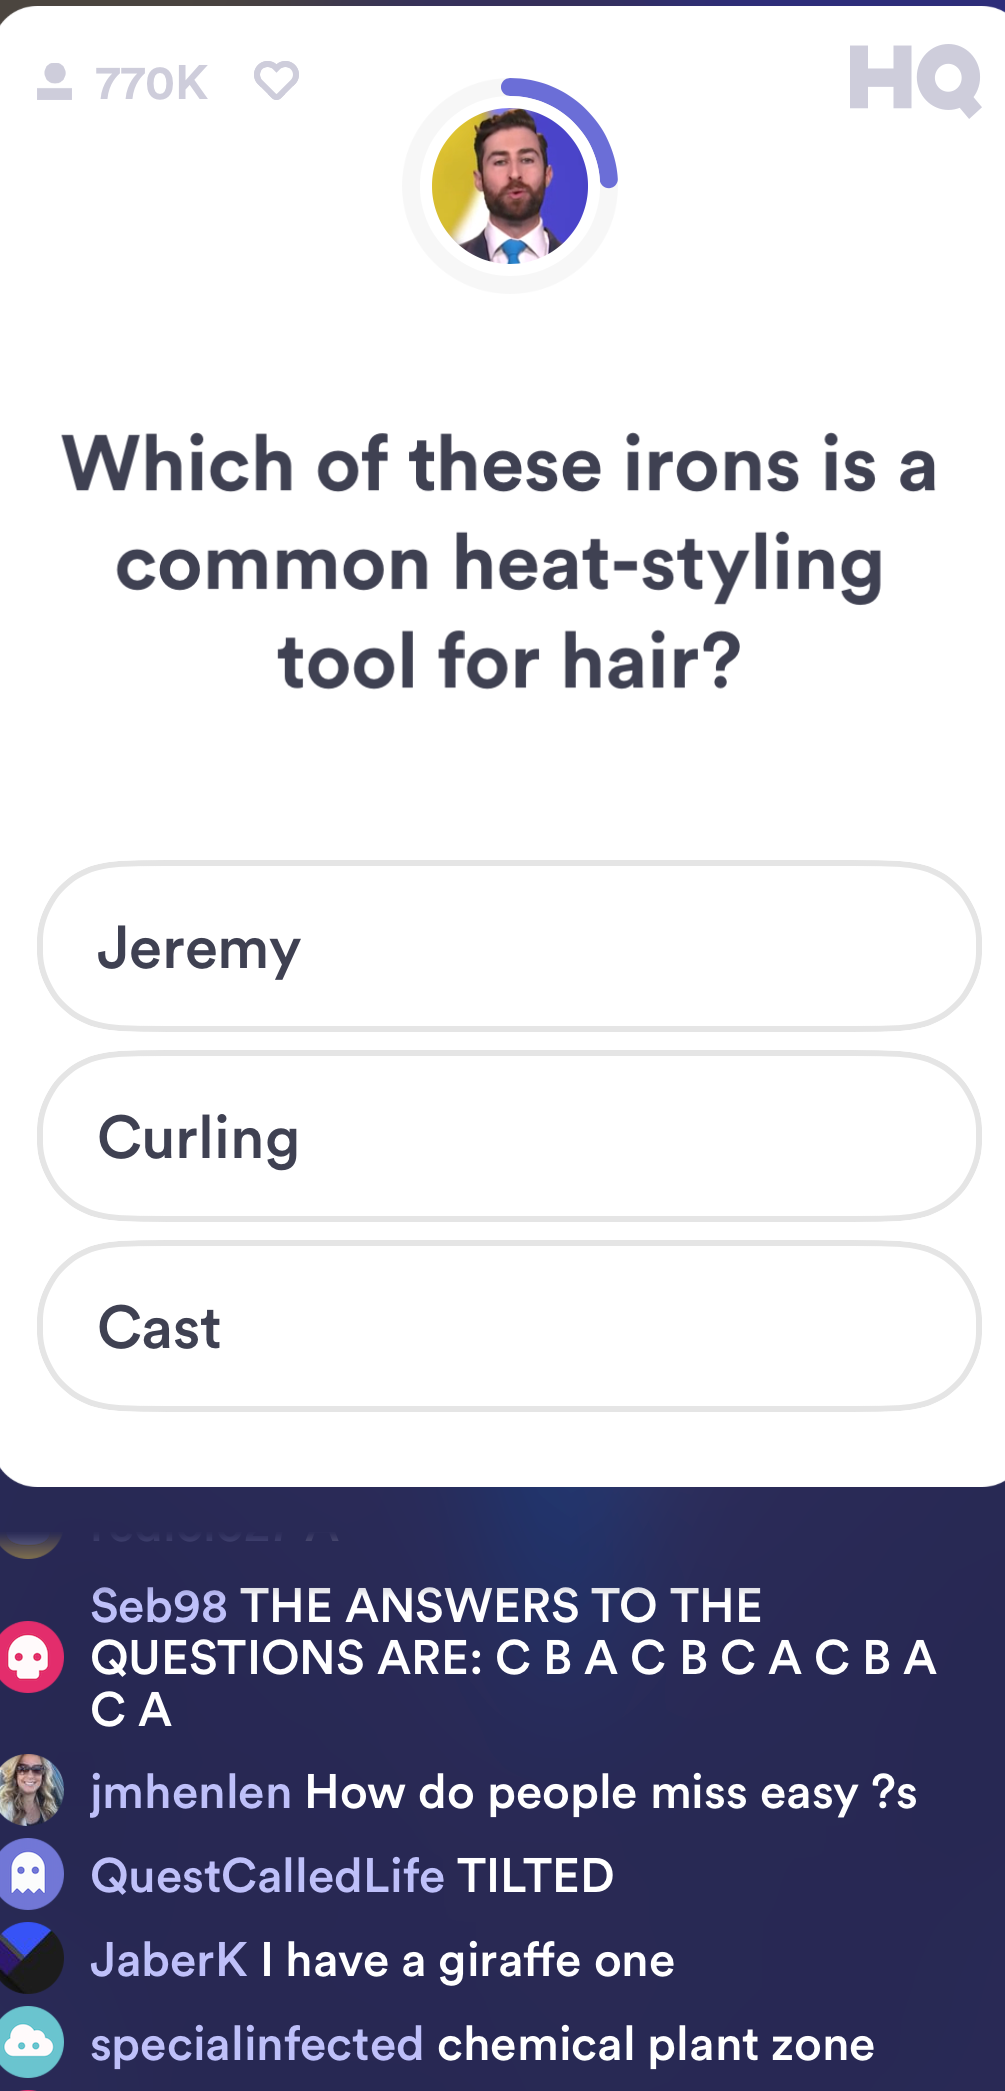 770K
HQ
Which of these irons is a
common heat-styling
tool for hair?
Jeremy
Curling
Cast
Seb98 THE ANSWERS TO THE
QUESTIONS ARE: C B A C B C A C B A
C A
jmhenlen How do people miss easy ?s
QuestCalledLife TILTED
JaberK I have a giraffe one
specialinfected chemical plant zone